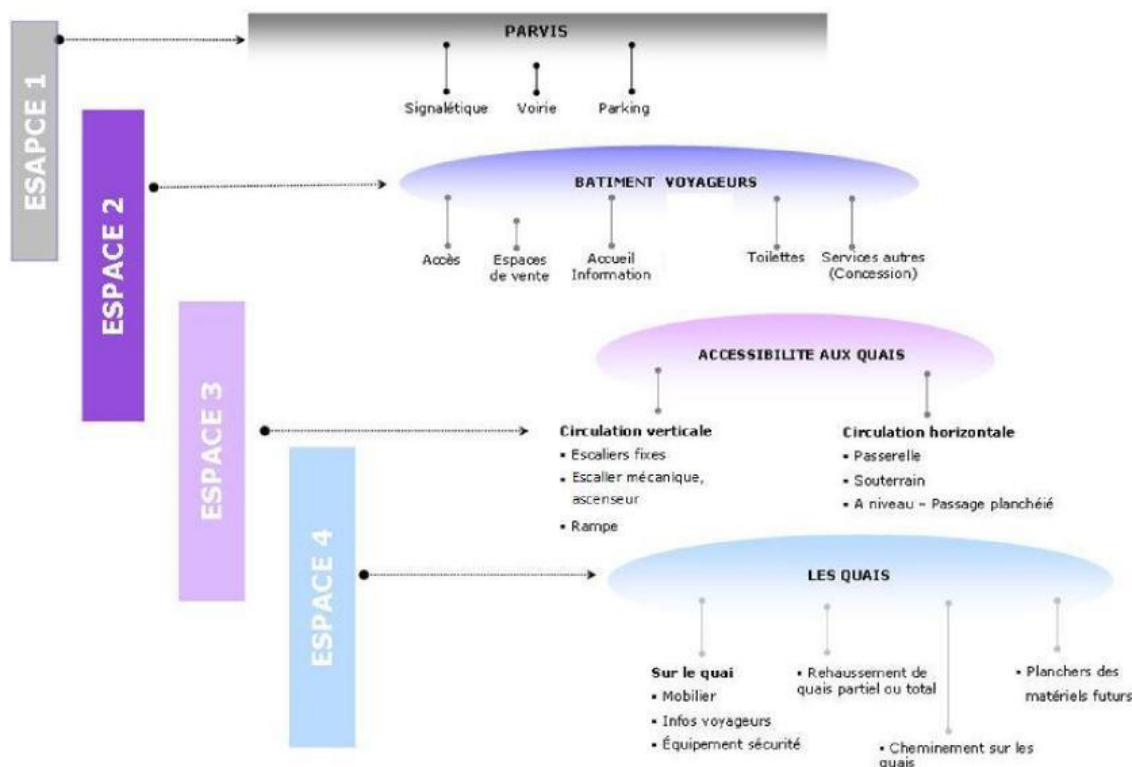 ESAPCE 1
PARVIS
Signalétique
Voirie
Parking
ESPACE 2
BATIMENT VOYAGEURS
Accès
Espaces
de vente
Accueil
Information
Toilettes
Services autres
(Concession)
ESPACE 3
ACCESSIBILITE AUX QUAIS
Circulation verticale
▪ Escaliers fixes
▪ Escalier mécanique,
ascenseur
▪ Rampe
Circulation horizontale
▪ Passerelle
▪ Souterrain
▪ A niveau – Passage planchéié
ESPACE 4
LES QUAIS
Sur le quai
▪ Mobilier
▪ Infos voyageurs
▪ Équipement sécurité
▪ Rehaussement de
quais partiel ou total
▪ Cheminement sur les
quais
▪ Planchers des
matériels futurs